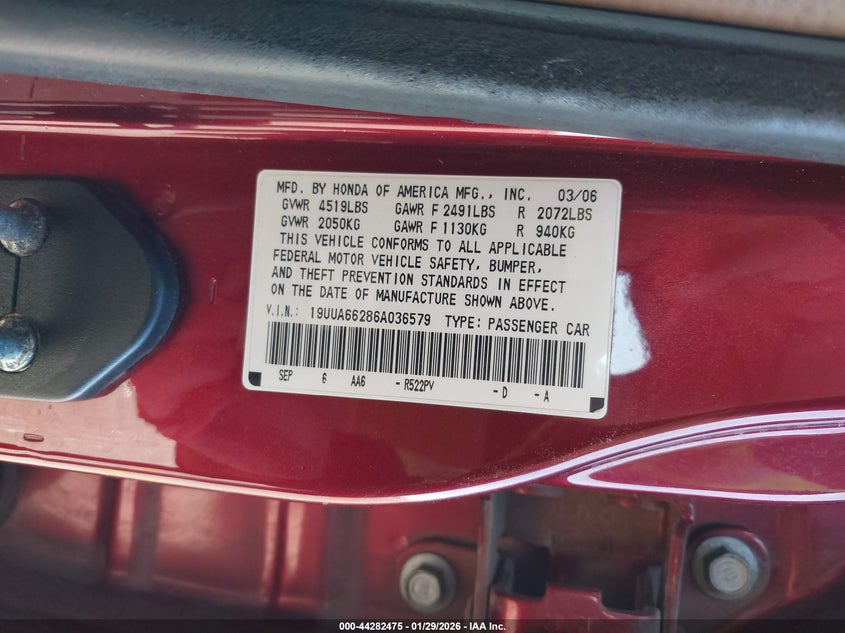 MFD. BY HONDA OF AMERICA MFG., INC. 03/06
GVWR 4519LBS GAWR F 2491LBS R 2072LBS
GVWR 2050KG GAWR F 1130KG R 940KG
THIS VEHICLE CONFORMS TO ALL APPLICABLE
FEDERAL MOTOR VEHICLE SAFETY, BUMPER,
AND THEFT PREVENTION STANDARDS IN EFFECT
ON THE DATE OF MANUFACTURE SHOWN ABOVE.
V.I.N.: 19UUA66286A036579 TYPE: PASSENGER CAR
SEP 6 AA6 - R522PV - D - A
000-44282475 - 01/29/2026 - IAA Inc.